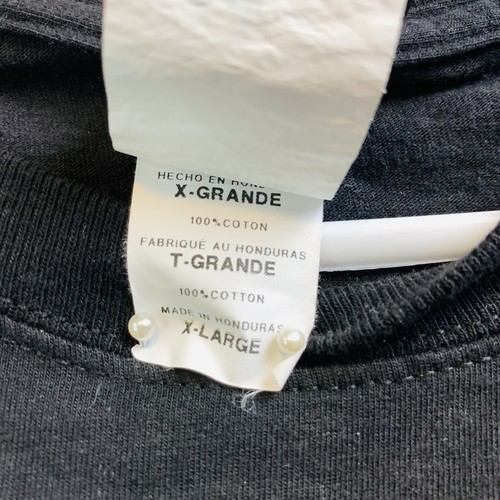 HECHO EN
X-GRANDE
100% COTON
FABRIQUÉ AU HONDURAS
T-GRANDE
100% COTTON
MADE IN HONDURAS
X-LARGE